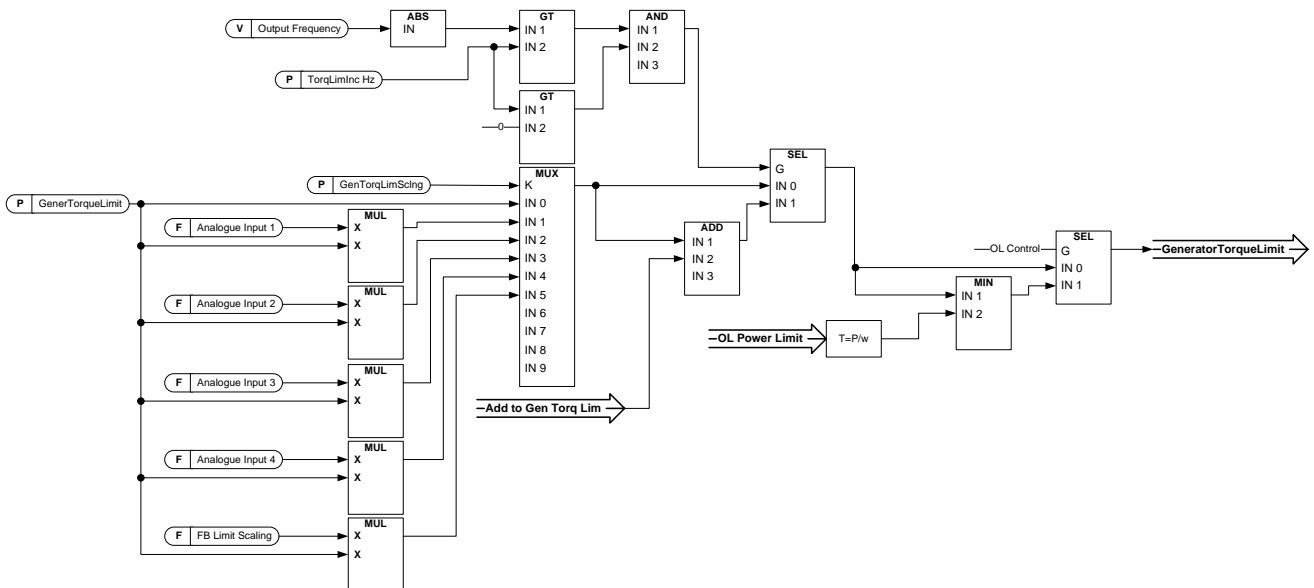 V Output Frequency
ABS
IN
GT
IN 1
IN 2
AND
IN 1
IN 2
IN 3
P TorqLimInc Hz
GT
IN 1
0 IN 2
P GenTorqLimSclng
P GenerTorqueLimit
MUX
K
IN 0
IN 1
IN 2
IN 3
IN 4
IN 5
IN 6
IN 7
IN 8
IN 9
F Analogue Input 1
MUL
X
X
F Analogue Input 2
MUL
X
X
F Analogue Input 3
MUL
X
X
F Analogue Input 4
MUL
X
X
F FB Limit Scaling
MUL
X
X
Add to Gen Torq Lim
ADD
IN 1
IN 2
IN 3
SEL
G
IN 0
IN 1
OL Power Limit
T=P/w
MIN
IN 1
IN 2
OL Control
SEL
G
IN 0
IN 1
GeneratorTorqueLimit